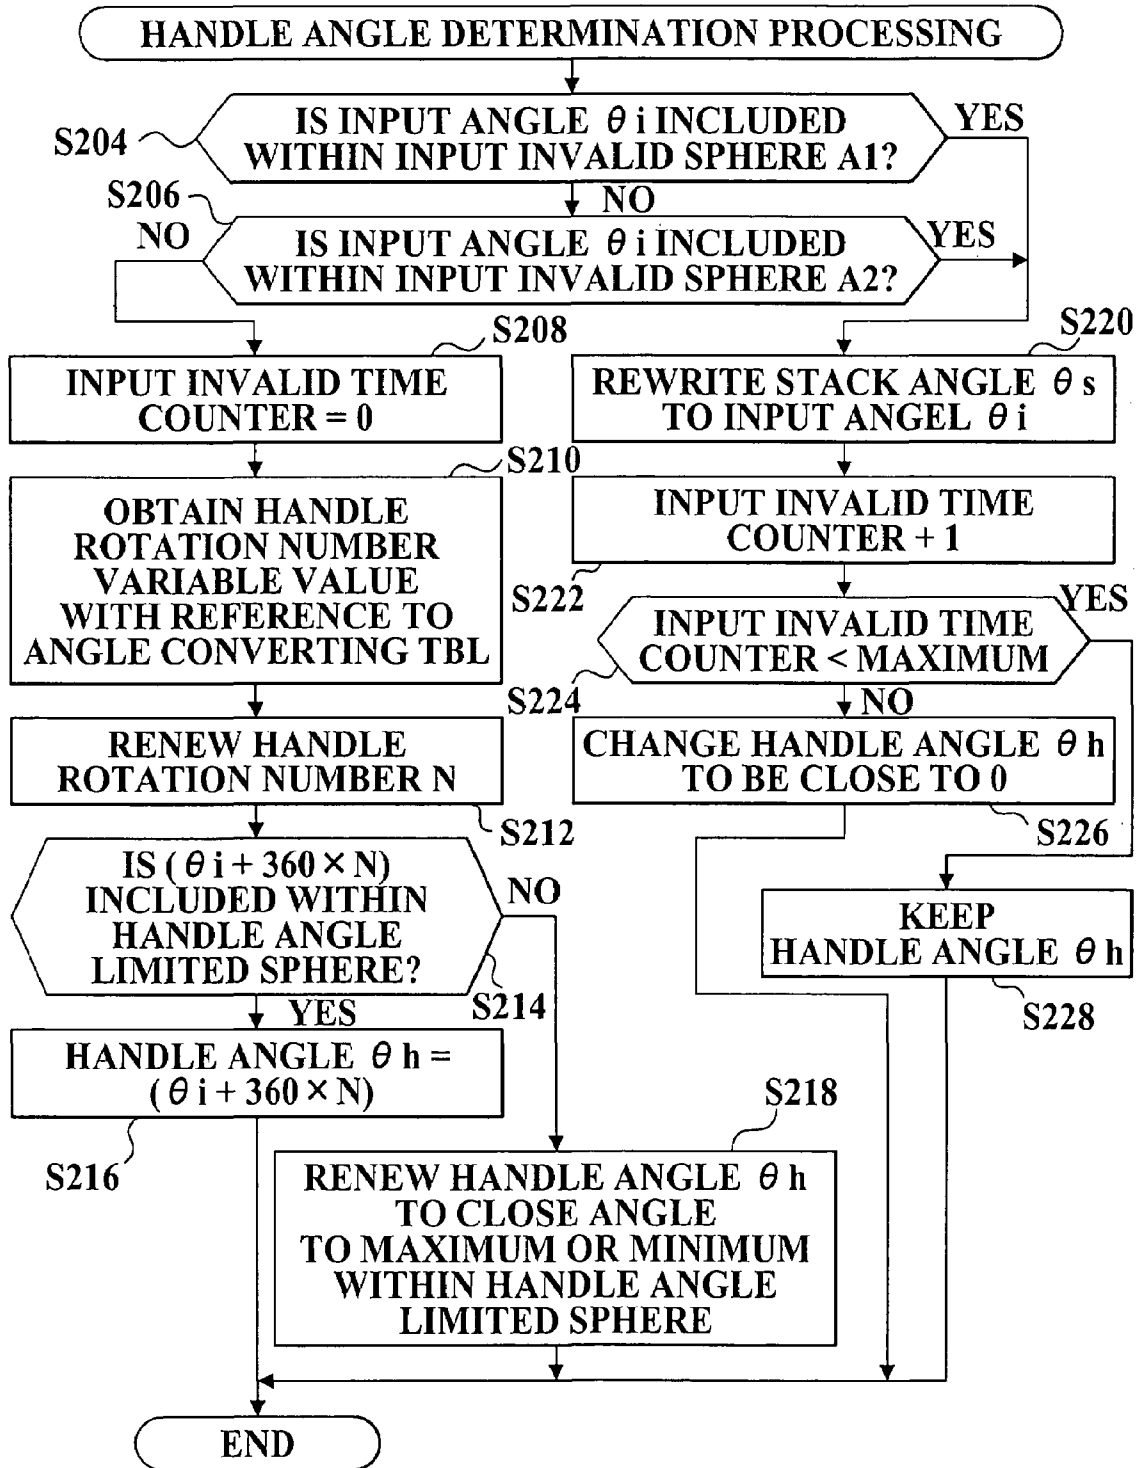 HANDLE ANGLE DETERMINATION PROCESSING
S204
IS INPUT ANGLE θi INCLUDED
WITHIN INPUT INVALID SPHERE A1?
YES
NO
S206
IS INPUT ANGLE θi INCLUDED
WITHIN INPUT INVALID SPHERE A2?
NO
YES
S208
INPUT INVALID TIME
COUNTER = 0
S210
OBTAIN HANDLE
ROTATION NUMBER
VARIABLE VALUE
WITH REFERENCE TO
ANGLE CONVERTING TBL
RENEW HANDLE
ROTATION NUMBER N
S212
IS (θi + 360 × N)
INCLUDED WITHIN
HANDLE ANGLE
LIMITED SPHERE?
NO
S214
YES
HANDLE ANGLE θh =
(θi + 360 × N)
S216
S218
RENEW HANDLE ANGLE θh
TO CLOSE ANGLE
TO MAXIMUM OR MINIMUM
WITHIN HANDLE ANGLE
LIMITED SPHERE
S220
REWRITE STACK ANGLE θs
TO INPUT ANGEL θi
INPUT INVALID TIME
COUNTER + 1
S222
INPUT INVALID TIME
COUNTER < MAXIMUM
YES
S224
NO
CHANGE HANDLE ANGLE θh
TO BE CLOSE TO 0
S226
KEEP
HANDLE ANGLE θh
S228
END